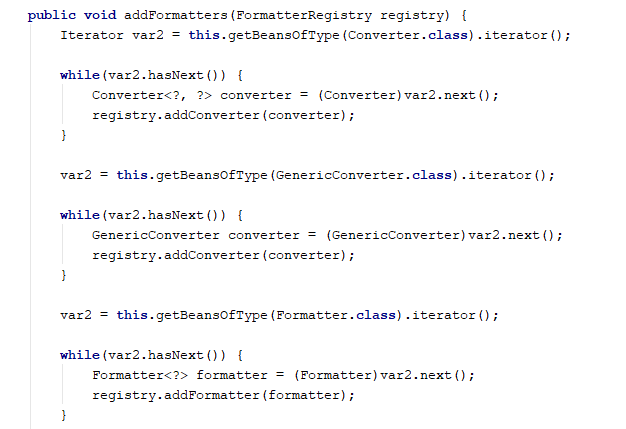 public void addFormatters(FormatterRegistry registry) {
    Iterator var2 = this.getBeansOfType(Converter.class).iterator();

    while(var2.hasNext()) {
        Converter<?, ?> converter = (Converter)var2.next();
        registry.addConverter(converter);
    }

    var2 = this.getBeansOfType(GenericConverter.class).iterator();

    while(var2.hasNext()) {
        GenericConverter converter = (GenericConverter)var2.next();
        registry.addConverter(converter);
    }

    var2 = this.getBeansOfType(Formatter.class).iterator();

    while(var2.hasNext()) {
        Formatter<?> formatter = (Formatter)var2.next();
        registry.addFormatter(formatter);
    }